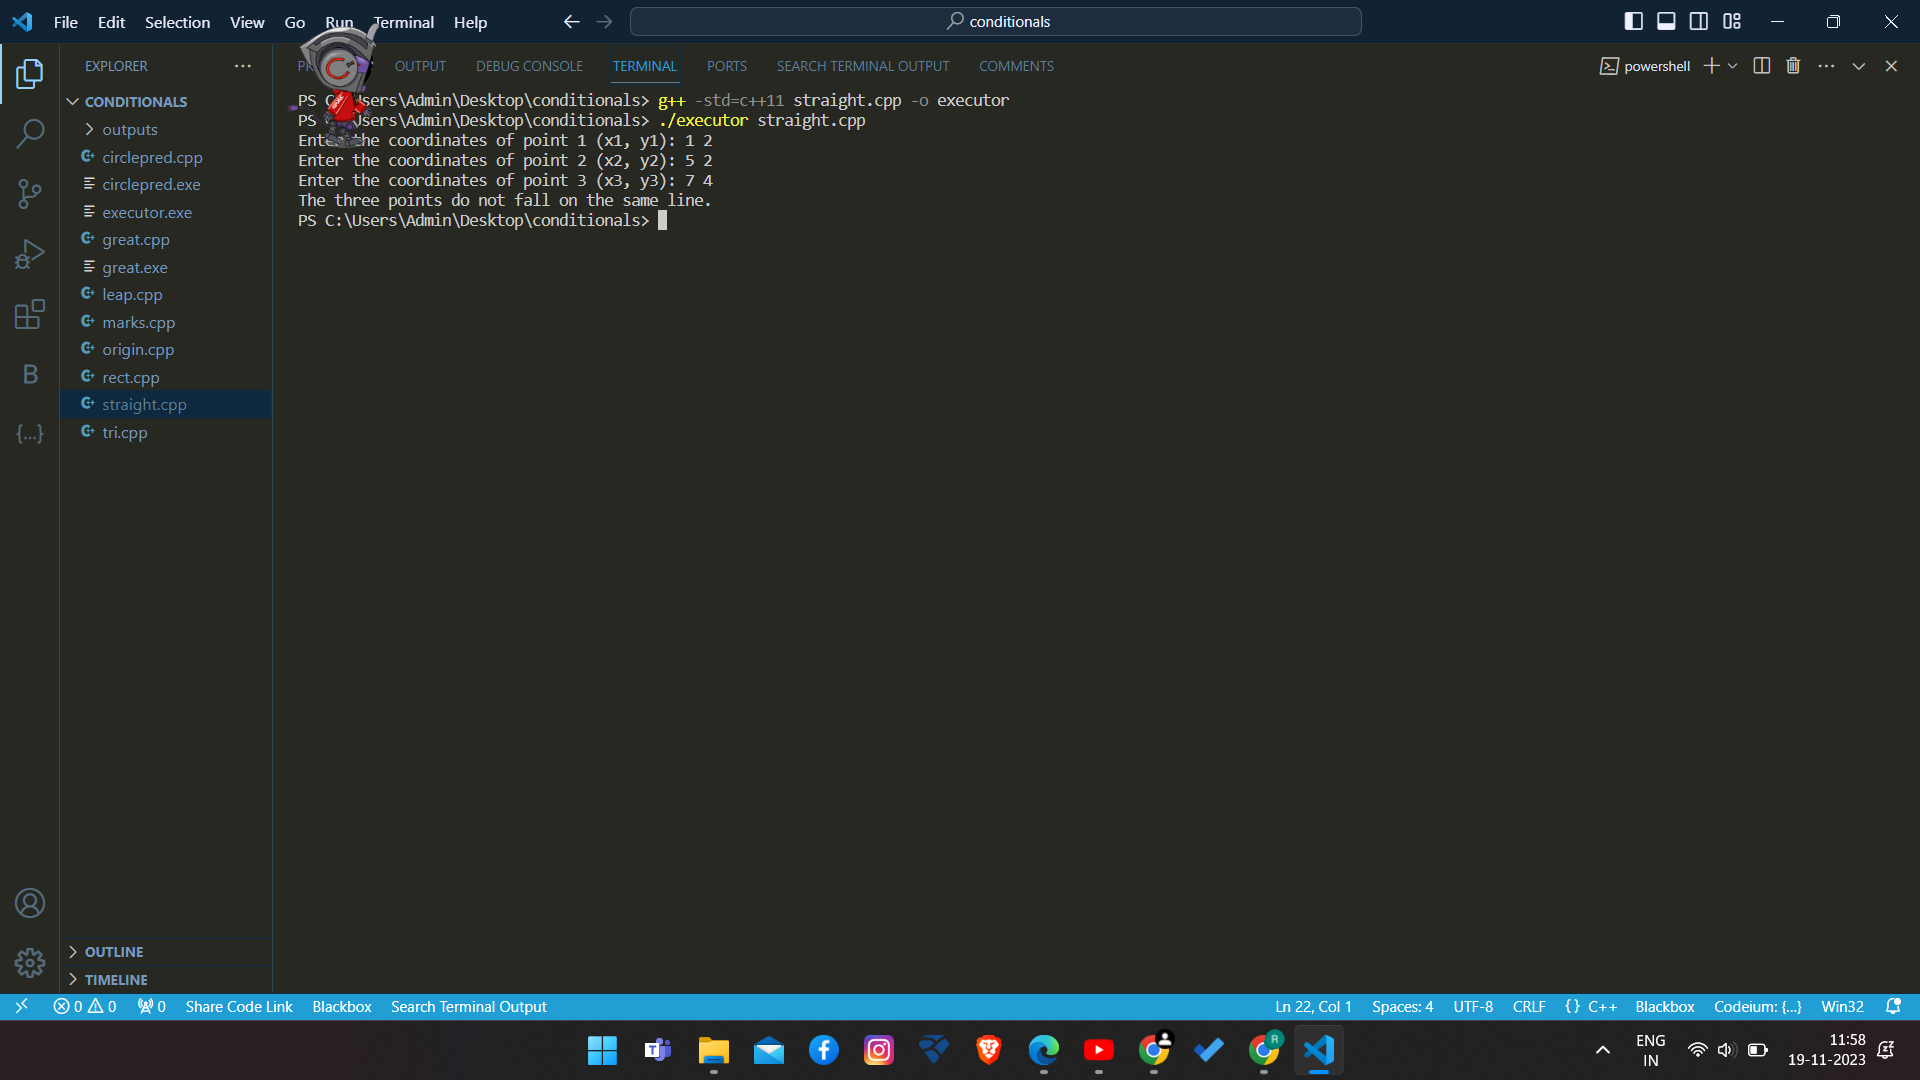 File Edit Selection View Go Run Terminal Help
conditionals
EXPLORER
CONDITIONALS
outputs
circlepred.cpp
circlepred.exe
executor.exe
great.cpp
great.exe
leap.cpp
marks.cpp
origin.cpp
rect.cpp
straight.cpp
tri.cpp
OUTLINE
TIMELINE
OUTPUT DEBUG CONSOLE TERMINAL PORTS SEARCH TERMINAL OUTPUT COMMENTS
powershell
PS C:\Users\Admin\Desktop\conditionals> g++ -std=c++11 straight.cpp -o executor
PS C:\Users\Admin\Desktop\conditionals> ./executor straight.cpp
Enter the coordinates of point 1 (x1, y1): 1 2
Enter the coordinates of point 2 (x2, y2): 5 2
Enter the coordinates of point 3 (x3, y3): 7 4
The three points do not fall on the same line.
PS C:\Users\Admin\Desktop\conditionals>
0 0 0 Share Code Link Blackbox Search Terminal Output
Ln 22, Col 1 Spaces: 4 UTF-8 CRLF {} C++ Blackbox Codeium: {...} Win32
ENG
IN
11:58
19-11-2023